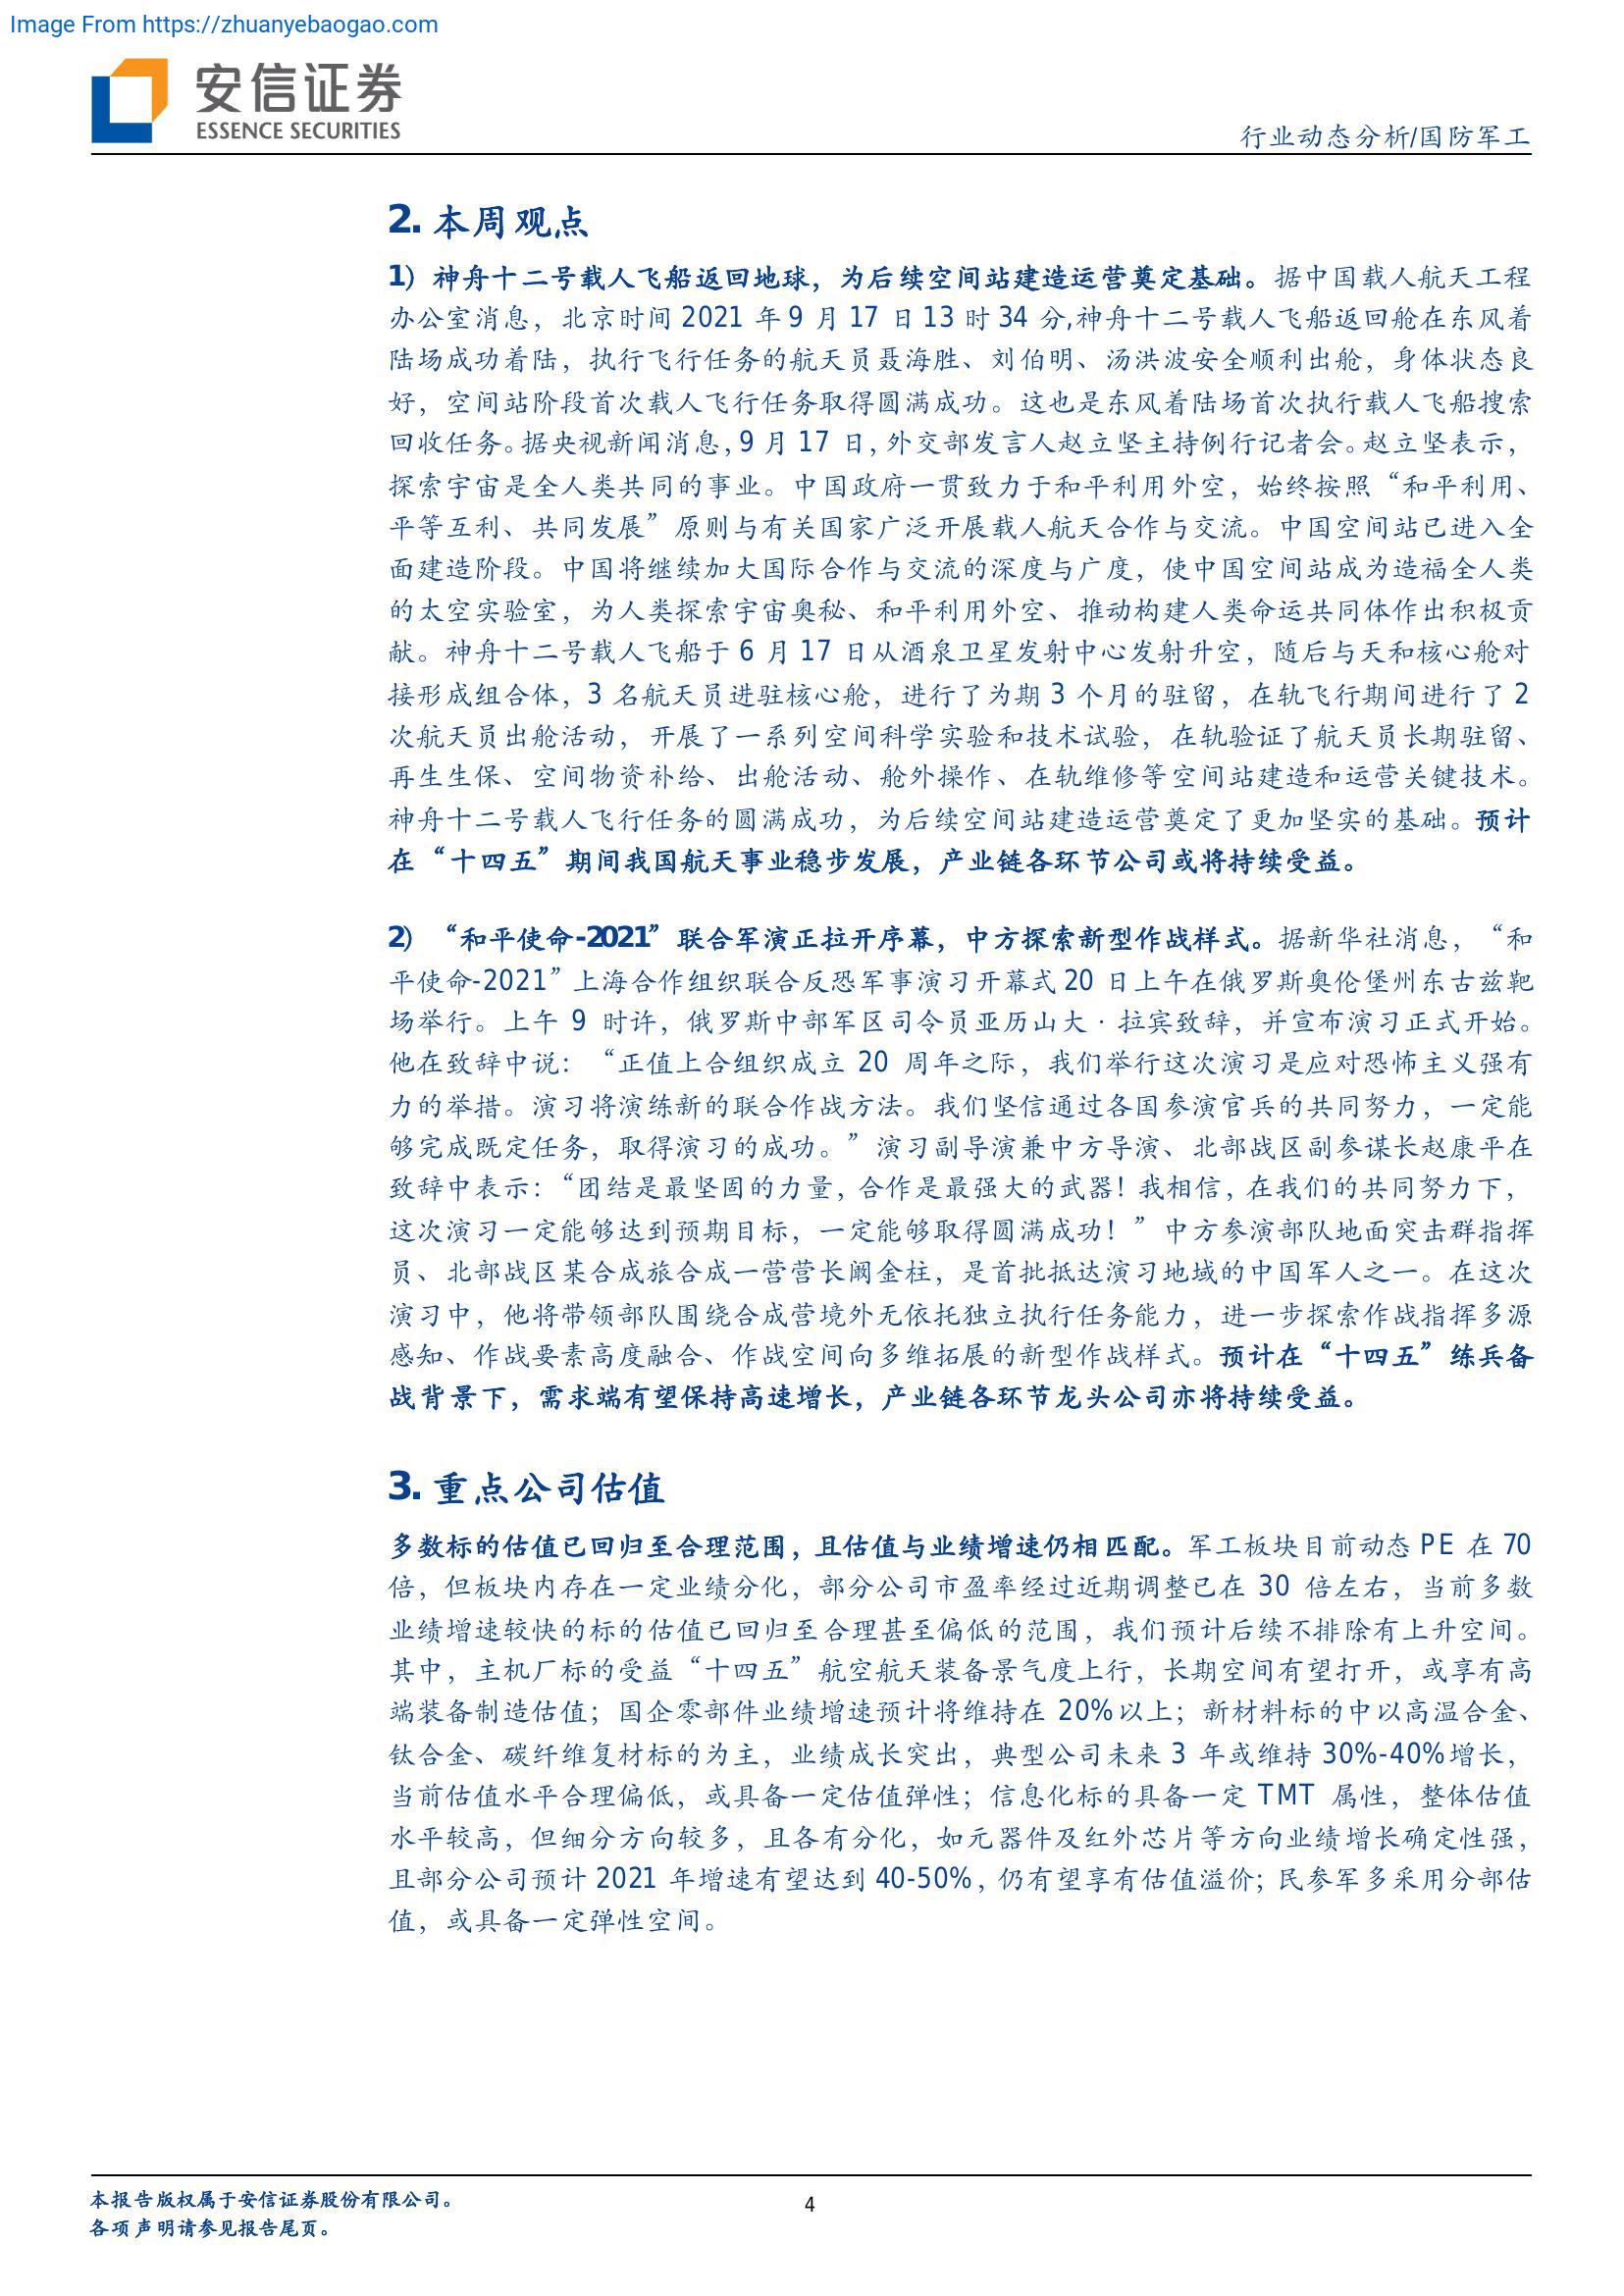 Image From https://zhuanyebaogao.com
安信证券
ESSENCE SECURITIES
行业动态分析/国防军工
2. 本周观点
1）神舟十二号载人飞船返回地球，为后续空间站建造运营奠定基础。据中国载人航天工程
办公室消息，北京时间 2021 年 9 月 17 日 13 时 34 分,神舟十二号载人飞船返回舱在东风着
陆场成功着陆，执行飞行任务的航天员聂海胜、刘伯明、汤洪波安全顺利出舱，身体状态良
好，空间站阶段首次载人飞行任务取得圆满成功。这也是东风着陆场首次执行载人飞船搜索
回收任务。据央视新闻消息，9 月 17 日，外交部发言人赵立坚主持例行记者会。赵立坚表示，
探索宇宙是全人类共同的事业。中国政府一贯致力于和平利用外空，始终按照“和平利用、
平等互利、共同发展”原则与有关国家广泛开展载人航天合作与交流。中国空间站已进入全
面建造阶段。中国将继续加大国际合作与交流的深度与广度，使中国空间站成为造福全人类
的太空实验室，为人类探索宇宙奥秘、和平利用外空、推动构建人类命运共同体作出积极贡
献。神舟十二号载人飞船于 6 月 17 日从酒泉卫星发射中心发射升空，随后与天和核心舱对
接形成组合体，3 名航天员进驻核心舱，进行了为期 3 个月的驻留，在轨飞行期间进行了 2
次航天员出舱活动，开展了一系列空间科学实验和技术试验，在轨验证了航天员长期驻留、
再生生保、空间物资补给、出舱活动、舱外操作、在轨维修等空间站建造和运营关键技术。
神舟十二号载人飞行任务的圆满成功，为后续空间站建造运营奠定了更加坚实的基础。预计
在“十四五”期间我国航天事业稳步发展，产业链各环节公司或将持续受益。
2）“和平使命-2021”联合军演正拉开序幕，中方探索新型作战样式。据新华社消息，“和
平使命-2021”上海合作组织联合反恐军事演习开幕式 20 日上午在俄罗斯奥伦堡州东古兹靶
场举行。上午 9 时许，俄罗斯中部军区司令员亚历山大·拉宾致辞，并宣布演习正式开始。
他在致辞中说：“正值上合组织成立 20 周年之际，我们举行这次演习是应对恐怖主义强有
力的举措。演习将演练新的联合作战方法。我们坚信通过各国参演官兵的共同努力，一定能
够完成既定任务，取得演习的成功。”演习副导演兼中方导演、北部战区副参谋长赵康平在
致辞中表示：“团结是最坚固的力量，合作是最强大的武器！我相信，在我们的共同努力下，
这次演习一定能够达到预期目标，一定能够取得圆满成功！”中方参演部队地面突击群指挥
员、北部战区某合成旅合成一营营长阚金柱，是首批抵达演习地域的中国军人之一。在这次
演习中，他将带领部队围绕合成营境外无依托独立执行任务能力，进一步探索作战指挥多源
感知、作战要素高度融合、作战空间向多维拓展的新型作战样式。预计在“十四五”练兵备
战背景下，需求端有望保持高速增长，产业链各环节龙头公司亦将持续受益。
3. 重点公司估值
多数标的估值已回归至合理范围，且估值与业绩增速仍相匹配。军工板块目前动态 PE 在 70
倍，但板块内存在一定业绩分化，部分公司市盈率经过近期调整已在 30 倍左右，当前多数
业绩增速较快的标的估值已回归至合理甚至偏低的范围，我们预计后续不排除有上升空间。
其中，主机厂标的受益“十四五”航空航天装备景气度上行，长期空间有望打开，或享有高
端装备制造估值；国企零部件业绩增速预计将维持在 20%以上；新材料标的中以高温合金、
钛合金、碳纤维复材标的为主，业绩成长突出，典型公司未来 3 年或维持 30%-40%增长，
当前估值水平合理偏低，或具备一定估值弹性；信息化标的具备一定 TMT 属性，整体估值
水平较高，但细分方向较多，且各有分化，如元器件及红外芯片等方向业绩增长确定性强，
且部分公司预计 2021 年增速有望达到 40-50%，仍有望享有估值溢价；民参军多采用分部估
值，或具备一定弹性空间。
本报告版权属于安信证券股份有限公司。
4
各项声明请参见报告尾页。